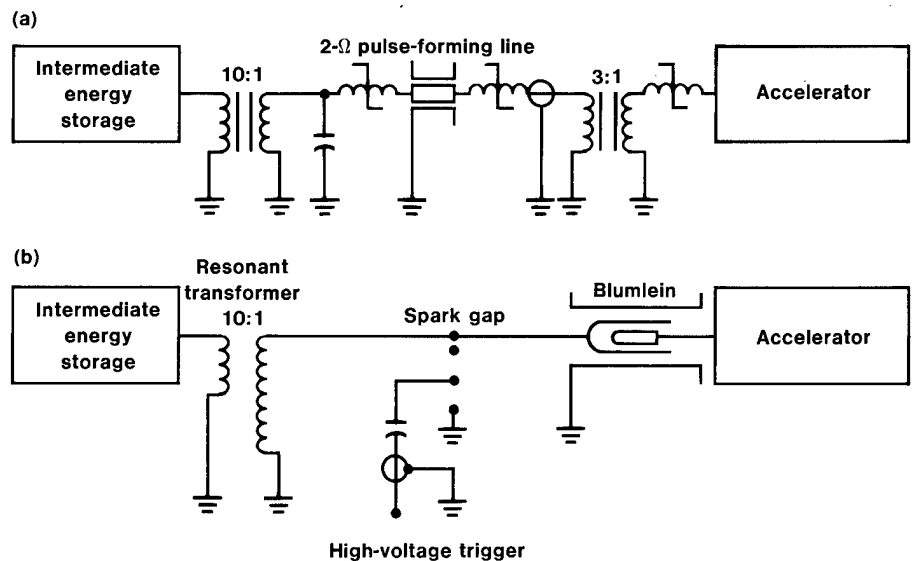 (a)
2-Ω pulse-forming line
Intermediate
energy
storage
10:1
3:1
Accelerator
(b)
Resonant
transformer
10:1
Intermediate
energy
storage
Spark gap
Blumlein
Accelerator
High-voltage trigger